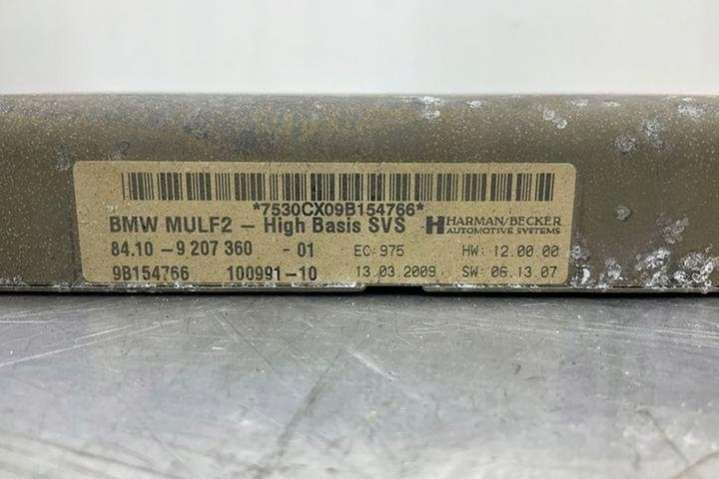 *7530CX09B154766*
BMW MULF2 - High Basis SVS HARMAN/BECKER
AUTOMOTIVE SYSTEMS
84.10 -9 207 360 -01 EC: 975 HW: 12.00.00
9B154766 100991-10 13.03.2009 SW: 06.13.07